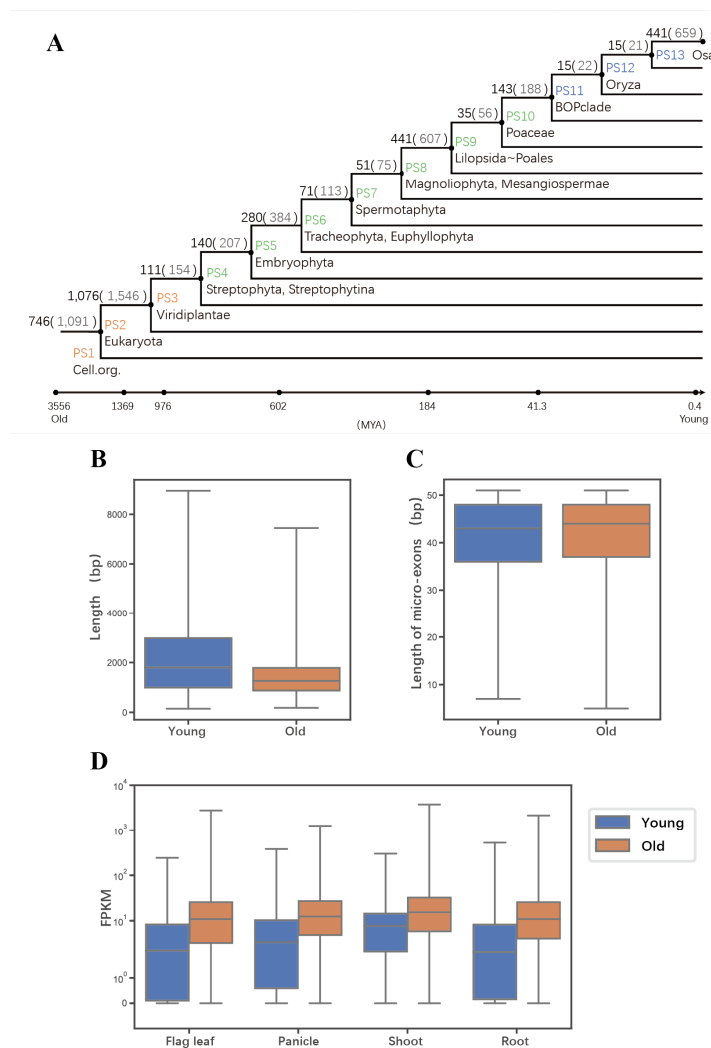 A
441( 659)
PS13 Osa
15( 21)
PS12
Oryza
15( 22)
PS11
BOPclade
143( 188)
PS10
Poaceae
35( 56)
PS9
Lilopsida~Poales
441( 607)
PS8
Magnoliophyta, Mesangiospermae
51( 75)
PS7
Spermotaphyta
71( 113)
PS6
Tracheophyta, Euphyllophyta
280( 384)
PS5
Embryophyta
140( 207)
PS4
Streptophyta, Streptophytina
111( 154)
PS3
Viridiplantae
1,076( 1,546)
PS2
Eukaryota
746( 1,091)
PS1
Cell.org.
3556 1369 976 602 184 41.3 0.4
Old (MYA) Young
B
Length (bp)
8000
6000
4000
2000
0
Young Old
C
Length of micro-exons (bp)
50
40
30
20
10
Young Old
D
FPKM
10^4
10^3
10^2
10^1
10^0
0
Flag leaf Panicle Shoot Root
Young
Old